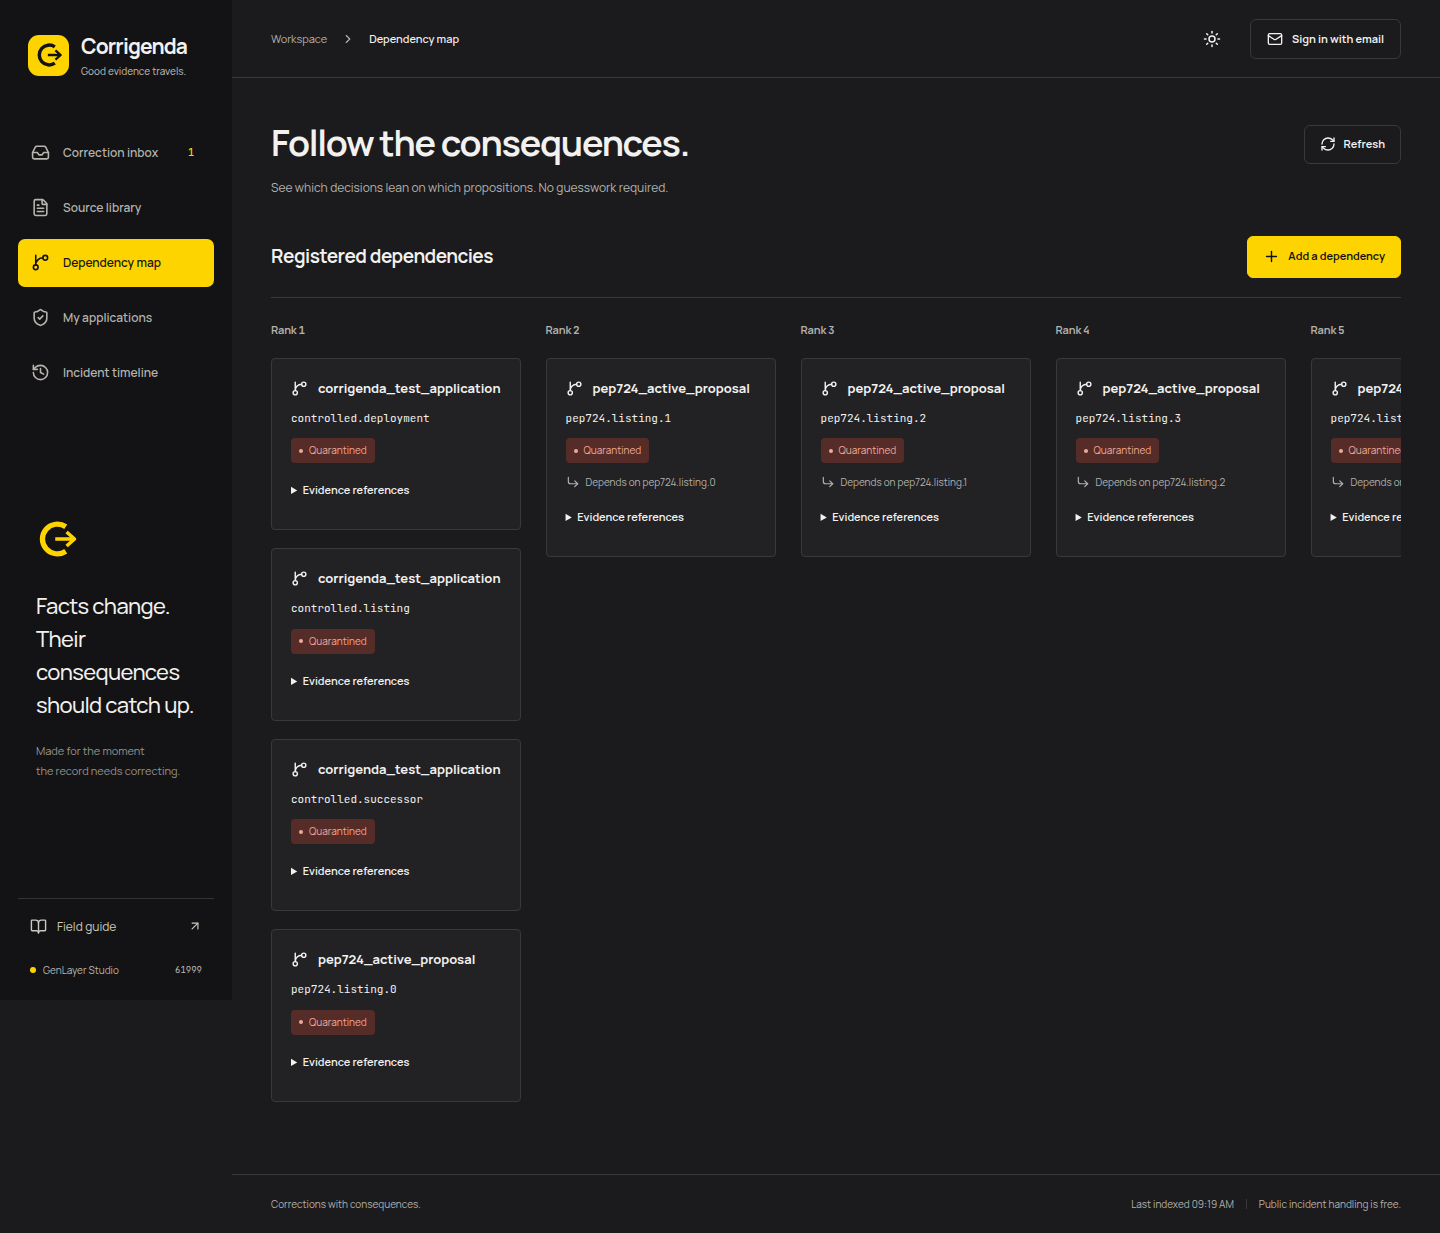 Corrigenda
Good evidence travels.
Correction inbox 1
Source library
Dependency map
My applications
Incident timeline
Facts change.
Their
consequences
should catch up.
Made for the moment
the record needs correcting.
Field guide
GenLayer Studio 61999
Workspace > Dependency map
Sign in with email
Follow the consequences.
Refresh
See which decisions lean on which propositions. No guesswork required.
Registered dependencies
Add a dependency
Rank 1
corrigenda_test_application
controlled.deployment
Quarantined
Evidence references
corrigenda_test_application
controlled.listing
Quarantined
Evidence references
corrigenda_test_application
controlled.successor
Quarantined
Evidence references
pep724_active_proposal
pep724.listing.0
Quarantined
Evidence references
Rank 2
pep724_active_proposal
pep724.listing.1
Quarantined
Depends on pep724.listing.0
Evidence references
Rank 3
pep724_active_proposal
pep724.listing.2
Quarantined
Depends on pep724.listing.1
Evidence references
Rank 4
pep724_active_proposal
pep724.listing.3
Quarantined
Depends on pep724.listing.2
Evidence references
Rank 5
pep724
pep724.list
Quarantine
Depends o
Evidence re
Corrections with consequences.
Last indexed 09:19 AM
Public incident handling is free.